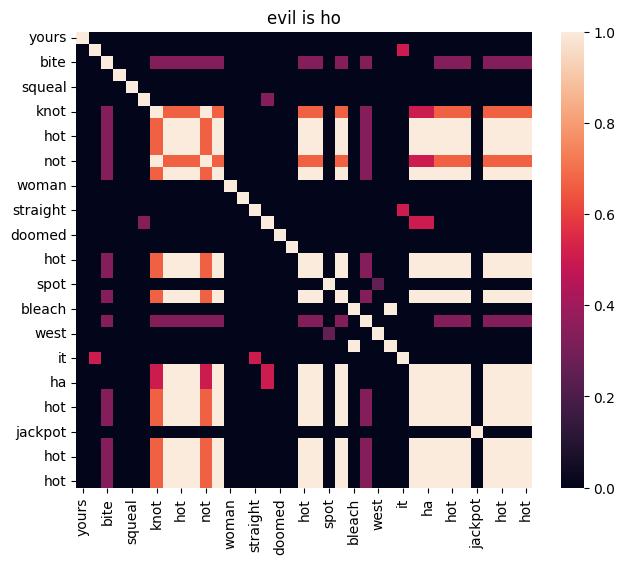 evil is ho
yours
bite
squeal
knot
hot
not
woman
straight
doomed
hot
spot
bleach
west
it
ha
hot
jackpot
hot
hot
1.0
0.8
0.6
0.4
0.2
0.0
yours
bite
squeal
knot
hot
not
woman
straight
doomed
hot
spot
bleach
west
it
ha
hot
jackpot
hot
hot